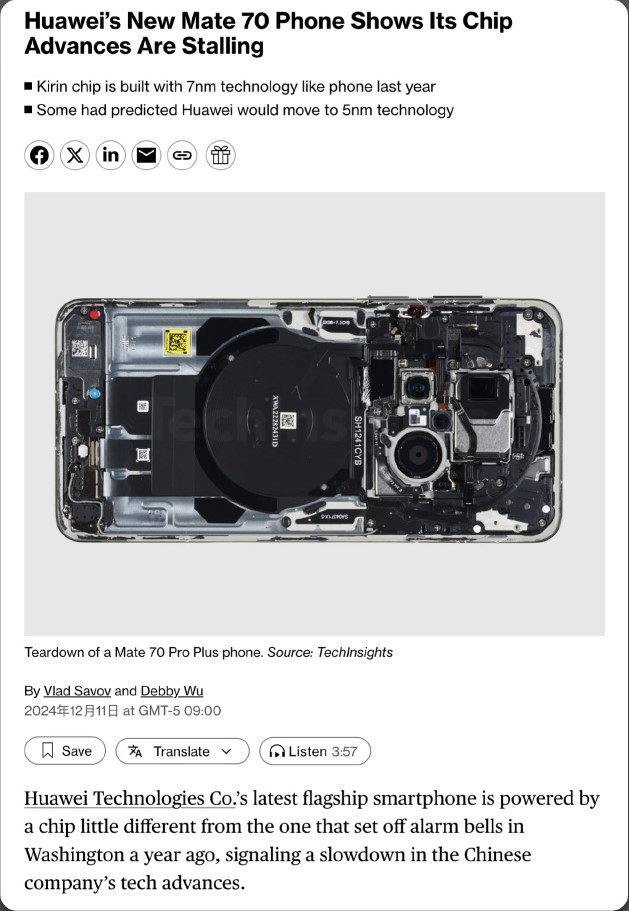 Huawei's New Mate 70 Phone Shows Its Chip
Advances Are Stalling
Kirin chip is built with 7nm technology like phone last year
Some had predicted Huawei would move to 5nm technology
XWA22282431D
SH1241CYB
Teardown of a Mate 70 Pro Plus phone. Source: TechInsights
By Vlad Savov and Debby Wu
2024年12月11日 at GMT-5 09:00
Save
Translate
Listen 3:57
Huawei Technologies Co.'s latest flagship smartphone is powered by
a chip little different from the one that set off alarm bells in
Washington a year ago, signaling a slowdown in the Chinese
company's tech advances.